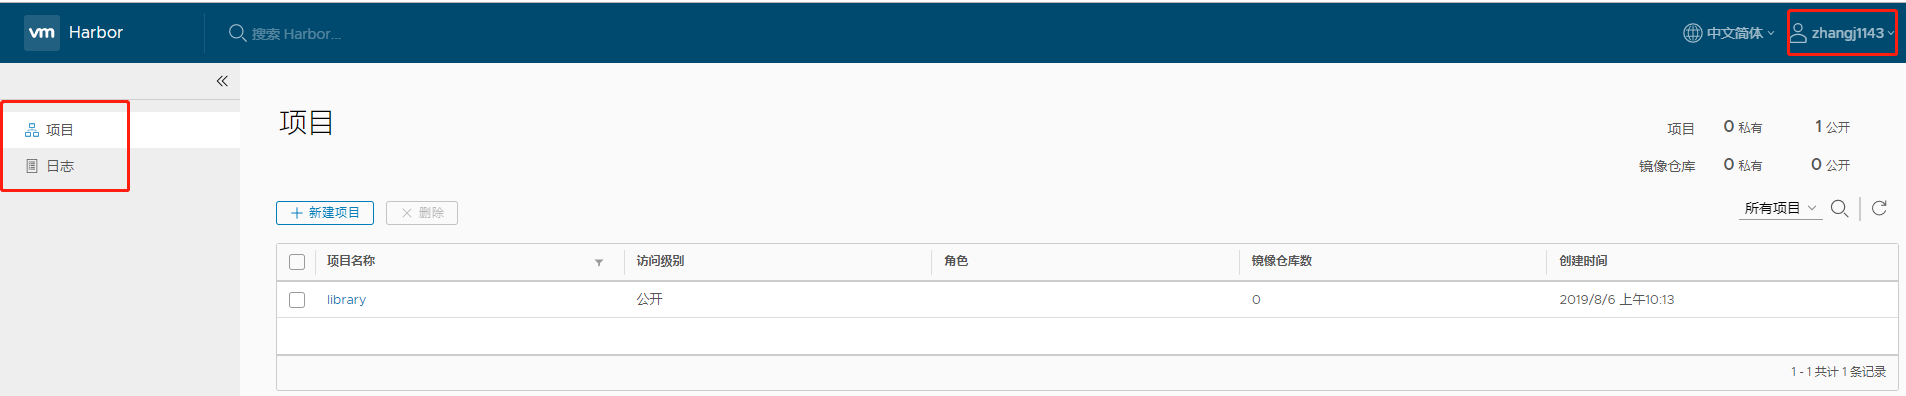 vm Harbor 搜索 Harbor... 中文简体 zhangj1143
项目
日志
项目
项目 0 私有 1 公开
镜像仓库 0 私有 0 公开
新建项目 删除 所有项目
项目名称 访问级别 角色 镜像仓库数 创建时间
library 公开 0 2019/8/6 上午10:13
1 - 1 共计 1 条记录